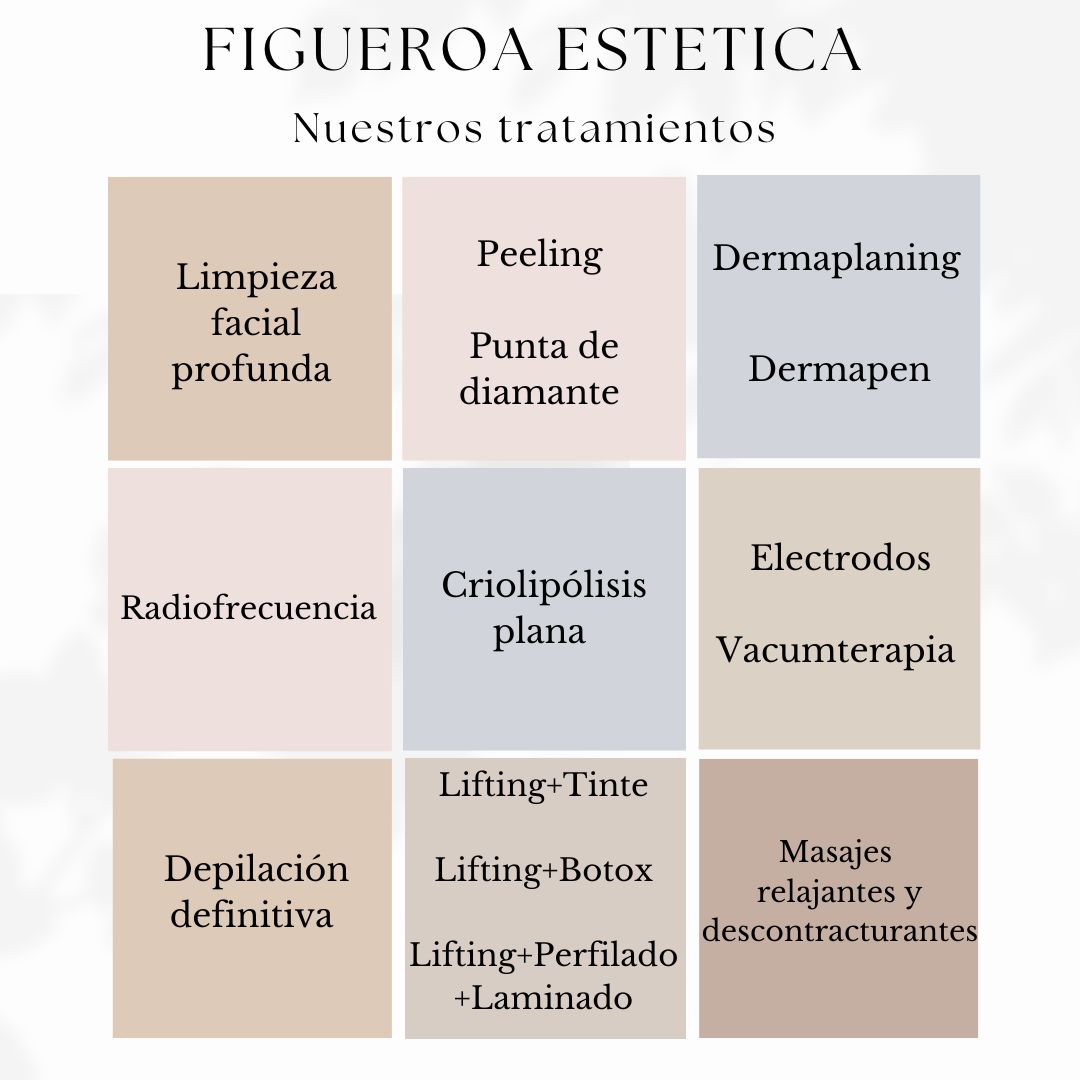 FIGUEROA ESTETICA
Nuestros tratamientos
Limpieza
facial
profunda
Peeling
Punta de
diamante
Dermaplaning
Dermapen
Radiofrecuencia
Criolipólisis
plana
Electrodos
Vacumterapia
Depilación
definitiva
Lifting+Tinte
Lifting+Botox
Lifting+Perfilado
+Laminado
Masajes
relajantes y
descontracturantes